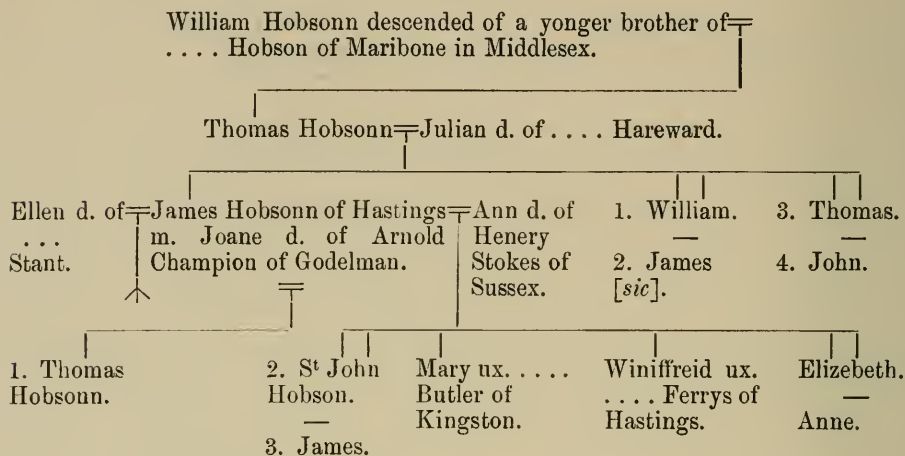 William Hobsonn descended of a yonger brother of
. . . . Hobson of Maribone in Middlesex.
Thomas Hobsonn
Julian d. of . . . . Hareward.
Ellen d. of
. . .
Stant.
James Hobsonn of Hastings
m. Joane d. of Arnold
Champion of Godelman.
Ann d. of
Henery
Stokes of
Sussex.
1. William.
—
2. James
[sic].
3. Thomas.
—
4. John.
1. Thomas
Hobsonn.
2. Sᵗ John
Hobson.
—
3. James.
Mary ux. . . . .
Butler of
Kingston.
Winiffreid ux.
. . . . Ferrys of
Hastings.
Elizebeth.
—
Anne.